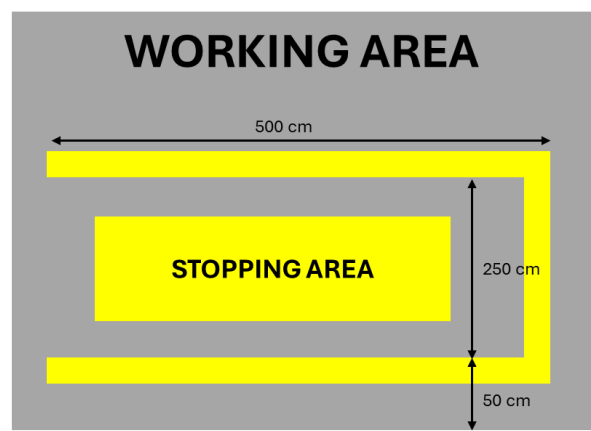 WORKING AREA
500 cm
STOPPING AREA
250 cm
50 cm